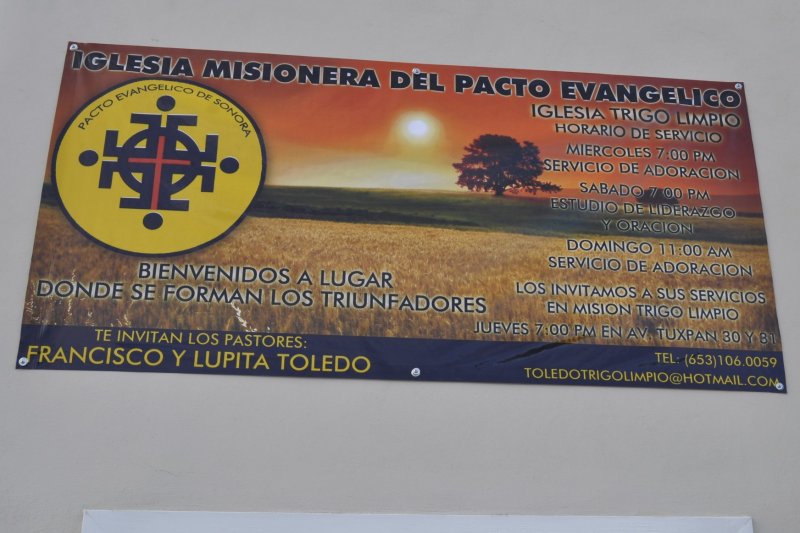 IGLESIA MISIONERA DEL PACTO EVANGELICO
PACTO EVANGELICO DE SONORA
IGLESIA TRIGO LIMPIO
HORARIO DE SERVICIO
MIERCOLES 7:00 PM
SERVICIO DE ADORACION
SABADO 7:00 PM
ESTUDIO DE LIDERAZGO
Y ORACION
DOMINGO 11:00 AM
SERVICIO DE ADORACION
LOS INVITAMOS A SUS SERVICIOS
EN MISION TRIGO LIMPIO
JUEVES 7:00 PM EN AV. TUXPAN 30 Y 31
BIENVENIDOS A LUGAR
DONDE SE FORMAN LOS TRIUNFADORES
TE INVITAN LOS PASTORES:
FRANCISCO Y LUPITA TOLEDO
TEL: (653)106.0059
TOLEDOTRIGOLIMPIO@HOTMAIL.COM